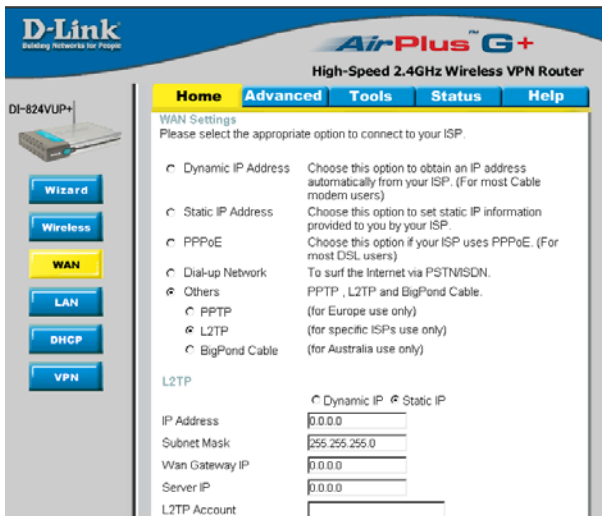 D-Link
Building Networks for People
AirPlus G+
™
High-Speed 2.4GHz Wireless VPN Router
DI-824VUP+
Home Advanced Tools Status Help
Wizard
Wireless
WAN
LAN
DHCP
VPN
WAN Settings
Please select the appropriate option to connect to your ISP.
Dynamic IP Address Choose this option to obtain an IP address
automatically from your ISP. (For most Cable
modem users)
Static IP Address Choose this option to set static IP information
provided to you by your ISP.
PPPoE Choose this option if your ISP uses PPPoE. (For
most DSL users)
Dial-up Network To surf the Internet via PSTN/ISDN.
Others PPTP , L2TP and BigPond Cable.
PPTP (for Europe use only)
L2TP (for specific ISPs use only)
BigPond Cable (for Australia use only)
L2TP
Dynamic IP Static IP
IP Address 0.0.0.0
Subnet Mask 255.255.255.0
Wan Gateway IP 0.0.0.0
Server IP 0.0.0.0
L2TP Account